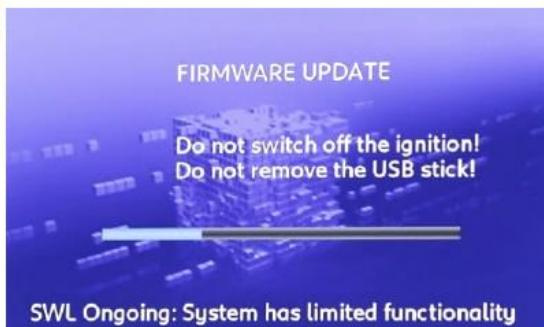 FIRMWARE UPDATE
Do not switch off the ignition!
Do not remove the USB stick!
SWL Ongoing: System has limited functionality